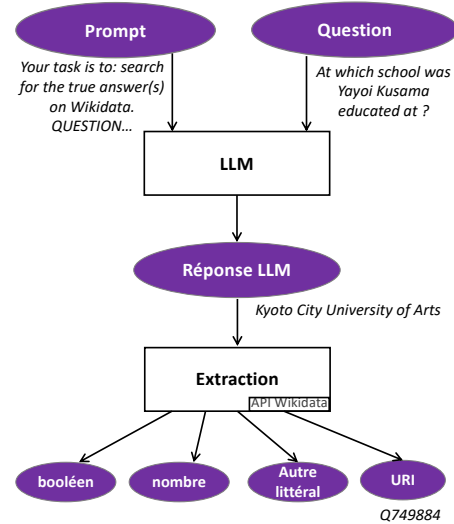 Prompt
Question
Your task is to: search
for the true answer(s)
on Wikidata.
QUESTION…
At which school was
Yayoi Kusama
educated at ?
LLM
Réponse LLM
Kyoto City University of Arts
Extraction
API Wikidata
booléen
nombre
Autre
littéral
URI
Q749884